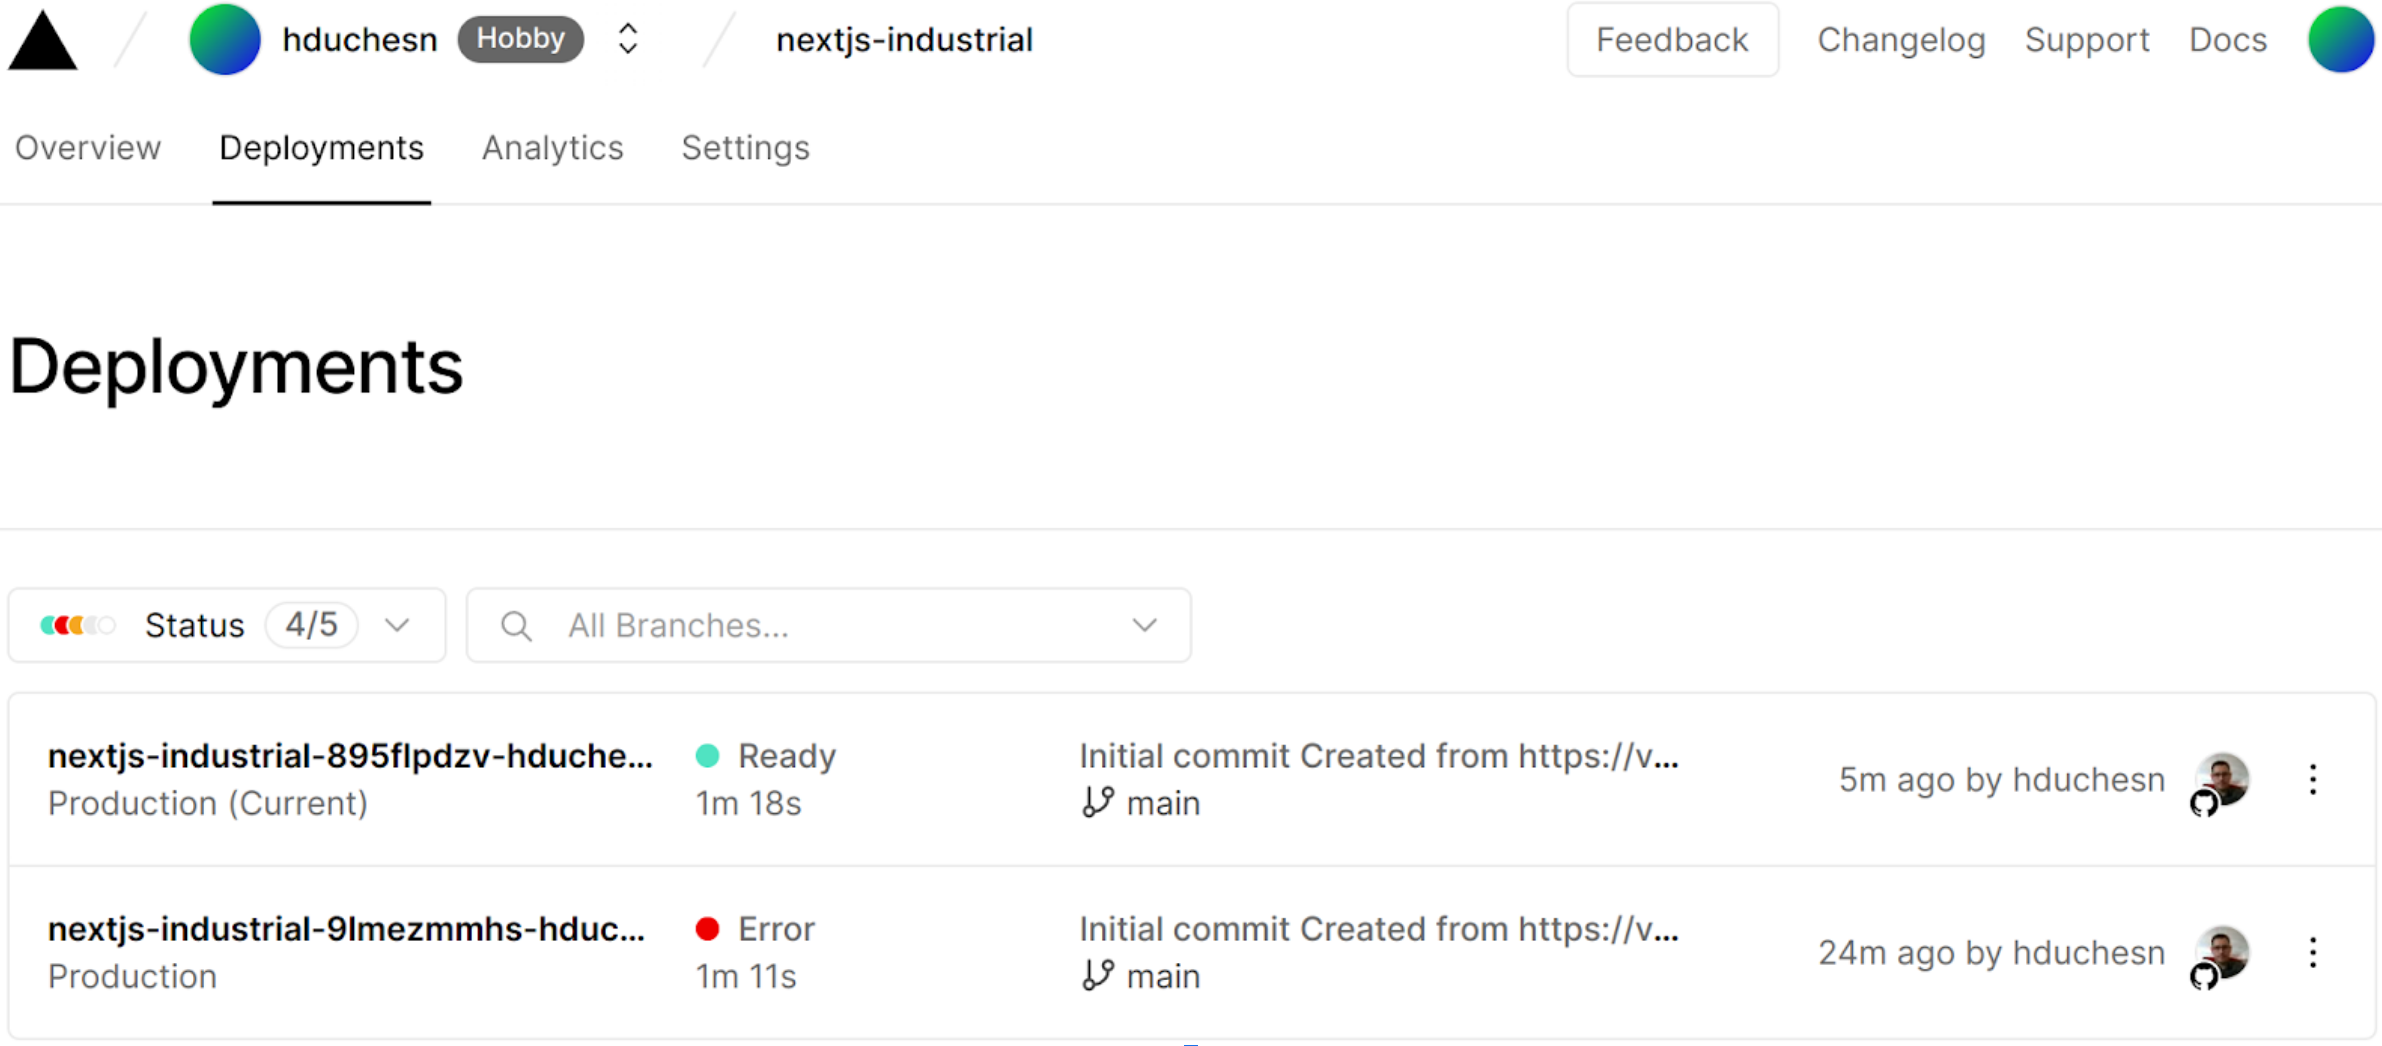 hduchesn Hobby nextjs-industrial Feedback Changelog Support Docs
Overview Deployments Analytics Settings
Deployments
Status 4/5 All Branches...
nextjs-industrial-895flpdzv-hduche... Ready Initial commit Created from https://v...
Production (Current) 1m 18s main
5m ago by hduchesn
nextjs-industrial-9lmezmmhs-hduc... Error Initial commit Created from https://v...
Production 1m 11s main
24m ago by hduchesn